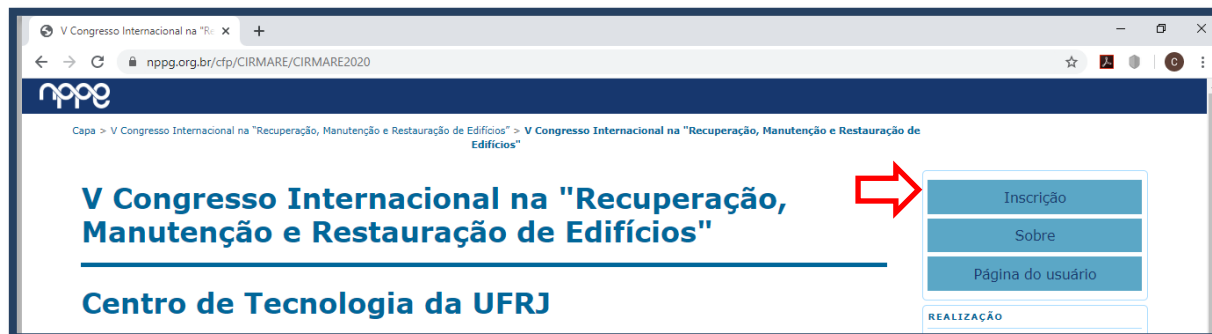 V Congresso Internacional na "Re
nppg.org.br/cfp/CIRMARE/CIRMARE2020
C
nppg
Capa > V Congresso Internacional na "Recuperação, Manutenção e Restauração de Edifícios" > V Congresso Internacional na "Recuperação, Manutenção e Restauração de
Edifícios"
V Congresso Internacional na "Recuperação,
Manutenção e Restauração de Edifícios"
Centro de Tecnologia da UFRJ
Inscrição
Sobre
Página do usuário
REALIZAÇÃO